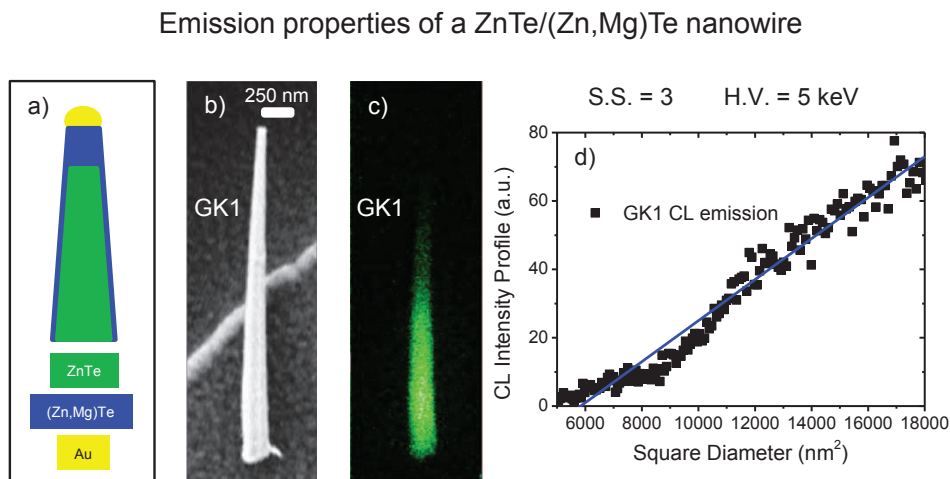 Emission properties of a ZnTe/(Zn,Mg)Te nanowire
a)
ZnTe
(Zn,Mg)Te
Au
b)
250 nm
GK1
c)
GK1
S.S. = 3 H.V. = 5 keV
d)
GK1 CL emission
CL Intensity Profile (a.u.)
80
60
40
20
0
6000 8000 10000 12000 14000 16000 18000
Square Diameter (nm²)